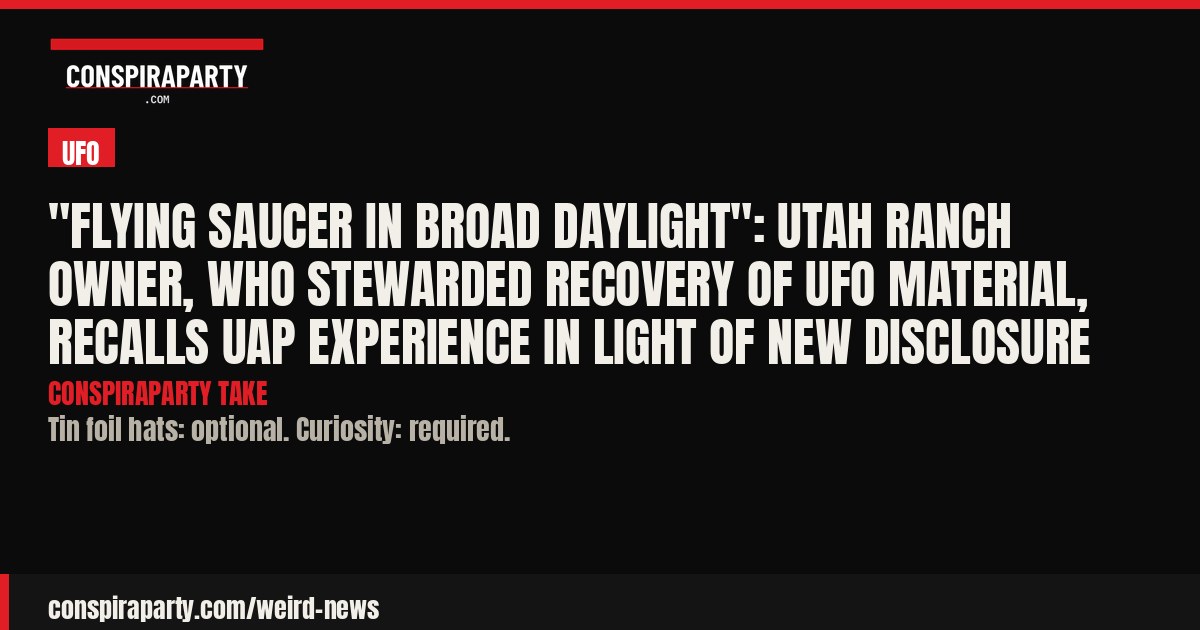 CONSPIRAPARTY
.COM
UFO
"FLYING SAUCER IN BROAD DAYLIGHT": UTAH RANCH
OWNER, WHO STEWARDED RECOVERY OF UFO MATERIAL,
RECALLS UAP EXPERIENCE IN LIGHT OF NEW DISCLOSURE
CONSPIRAPARTY TAKE
Tin foil hats: optional. Curiosity: required.
conspiraparty.com/weird-news